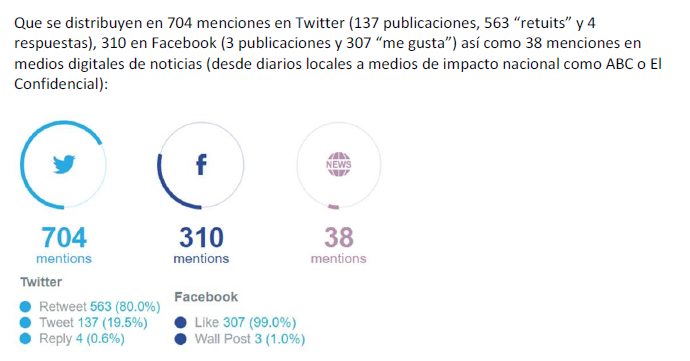 Que se distribuyen en 704 menciones en Twitter (137 publicaciones, 563 “retuits” y 4
respuestas), 310 en Facebook (3 publicaciones y 307 “me gusta”) así como 38 menciones en
medios digitales de noticias (desde diarios locales a medios de impacto nacional como ABC o El
Confidencial):
f
NEWS
704
mentions
310
mentions
38
mentions
Twitter
Retweet 563 (80.0%)
Tweet 137 (19.5%)
Reply 4 (0.6%)
Facebook
Like 307 (99.0%)
Wall Post 3 (1.0%)